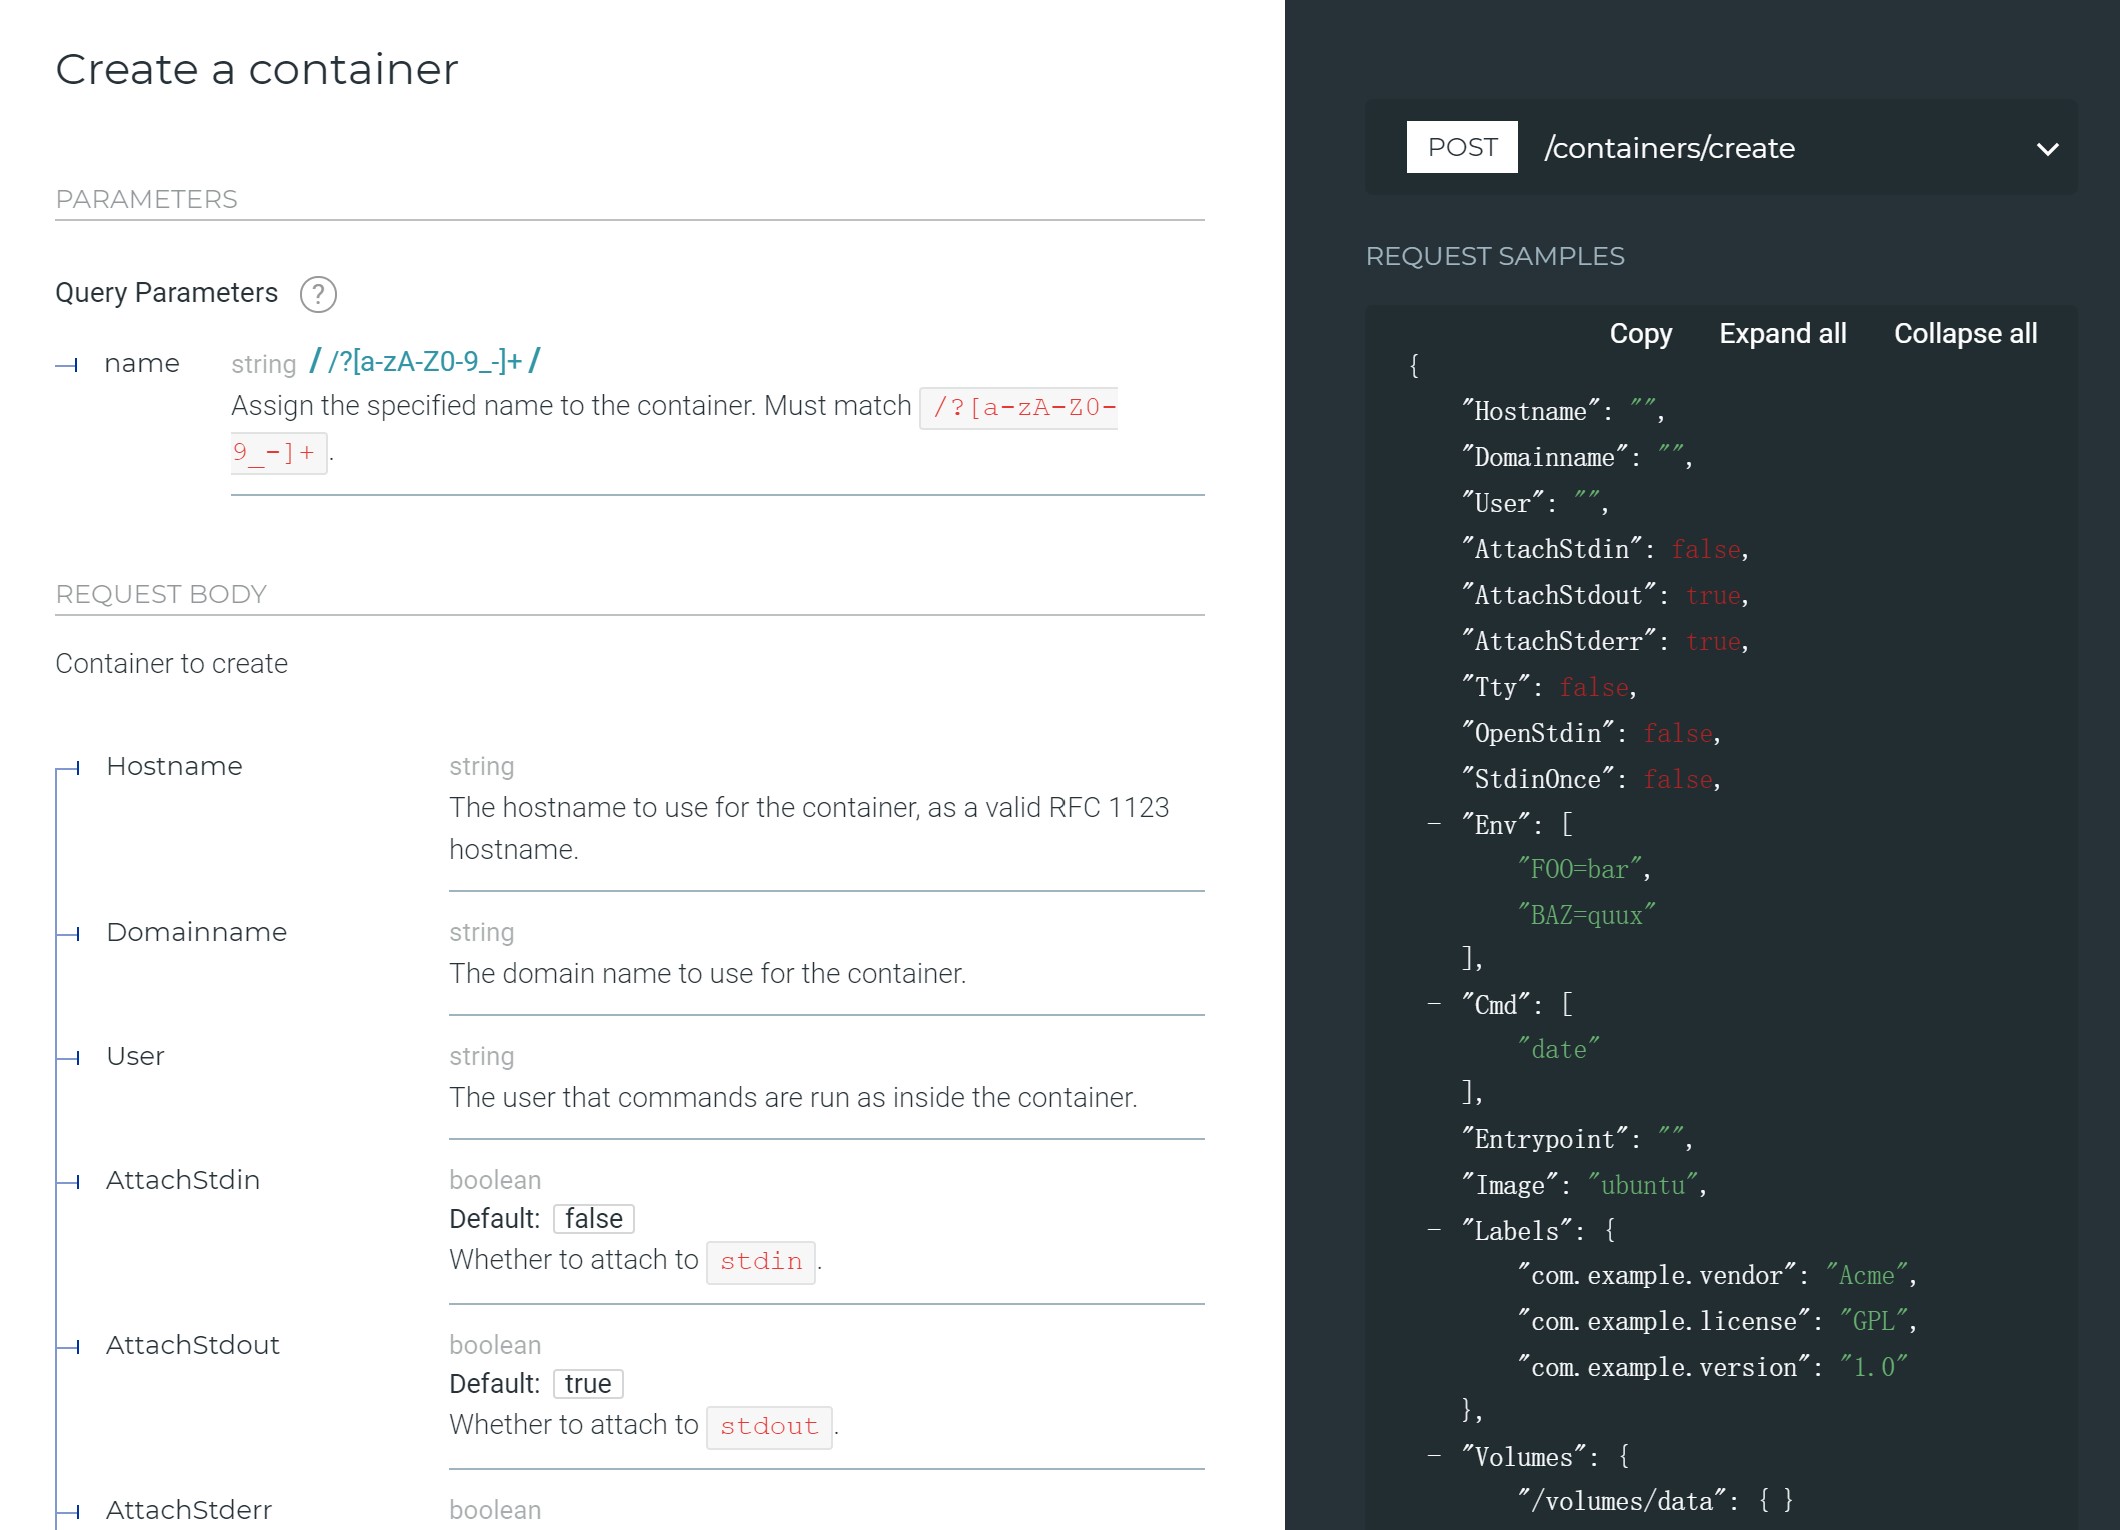 Create a container
PARAMETERS
Query Parameters ?
name string / /?[a-zA-Z0-9_-]+ /
Assign the specified name to the container. Must match /?[a-zA-Z0-
9_-]+ .
REQUEST BODY
Container to create
Hostname string
The hostname to use for the container, as a valid RFC 1123
hostname.
Domainname string
The domain name to use for the container.
User string
The user that commands are run as inside the container.
AttachStdin boolean
Default: false
Whether to attach to stdin .
AttachStdout boolean
Default: true
Whether to attach to stdout .
AttachStderr boolean
POST /containers/create
REQUEST SAMPLES
Copy Expand all Collapse all
{
"Hostname": "",
"Domainname": "",
"User": "",
"AttachStdin": false,
"AttachStdout": true,
"AttachStderr": true,
"Tty": false,
"OpenStdin": false,
"StdinOnce": false,
- "Env": [
"FOO=bar",
"BAZ=quux"
],
- "Cmd": [
"date"
],
"Entrypoint": "",
"Image": "ubuntu",
- "Labels": {
"com.example.vendor": "Acme",
"com.example.license": "GPL",
"com.example.version": "1.0"
},
- "Volumes": {
"/volumes/data": { }